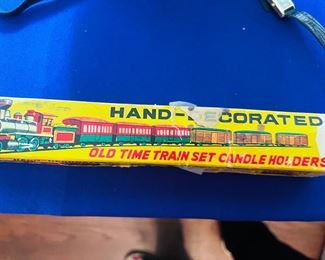 HAND-DECORATED
OLD TIME TRAIN SET CANDLE HOLDERS